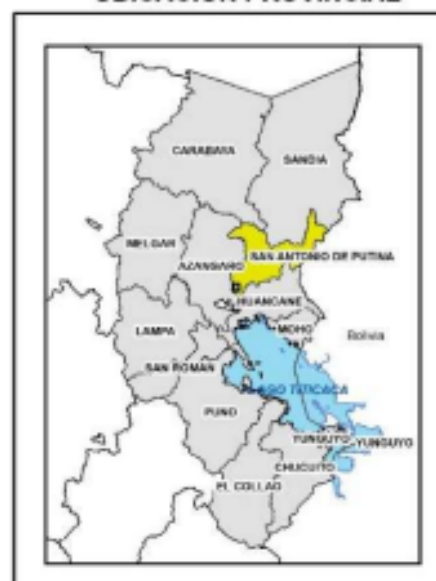 CARABAYA
SANDIA
MELGAR
SAN ANTONIO DE PUTINA
AZANGARO
HUANCANE
LAMPA
MOHO
Bolivia
SAN ROMAN
LAGO TITICACA
PUNO
YUNGUYO
YUNGUYO
CHUCUITO
EL COLLAO